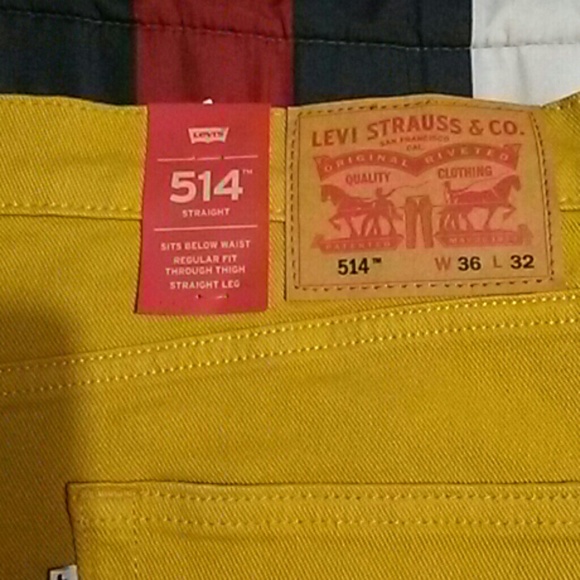 Levi's
514™
STRAIGHT
SITS BELOW WAIST
REGULAR FIT
THROUGH THIGH
STRAIGHT LEG
LEVI STRAUSS & CO.
SAN FRANCISCO
CAL.
ORIGINAL RIVETED
QUALITY CLOTHING
PATENTED
514™ W 36 L 32